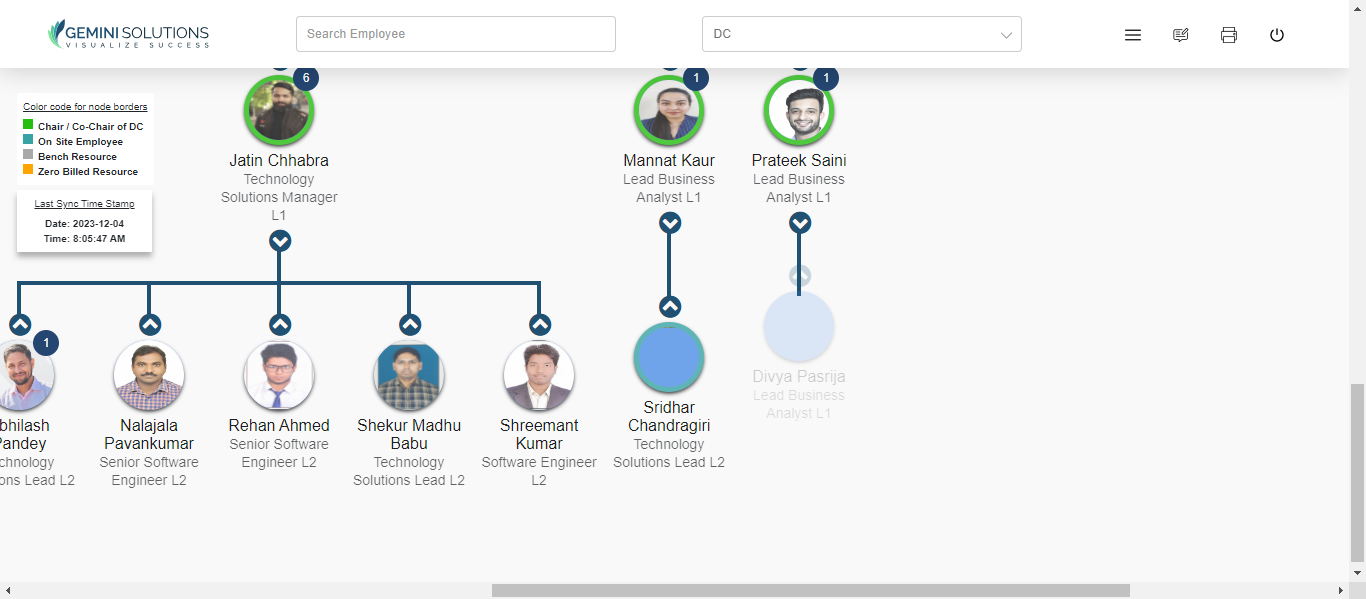 GEMINI SOLUTIONS
VISUALIZE SUCCESS
Search Employee
DC
Color code for node borders
Chair / Co-Chair of DC
On Site Employee
Bench Resource
Zero Billed Resource
Last Sync Time Stamp
Date: 2023-12-04
Time: 8:05:47 AM
6
Jatin Chhabra
Technology
Solutions Manager
L1
1
Mannat Kaur
Lead Business
Analyst L1
1
Prateek Saini
Lead Business
Analyst L1
1
bhilash
Pandey
chnology
ons Lead L2
Nalajala
Pavankumar
Senior Software
Engineer L2
Rehan Ahmed
Senior Software
Engineer L2
Shekur Madhu
Babu
Technology
Solutions Lead L2
Shreemant
Kumar
Software Engineer
L2
Sridhar
Chandragiri
Technology
Solutions Lead L2
Divya Pasrija
Lead Business
Analyst L1